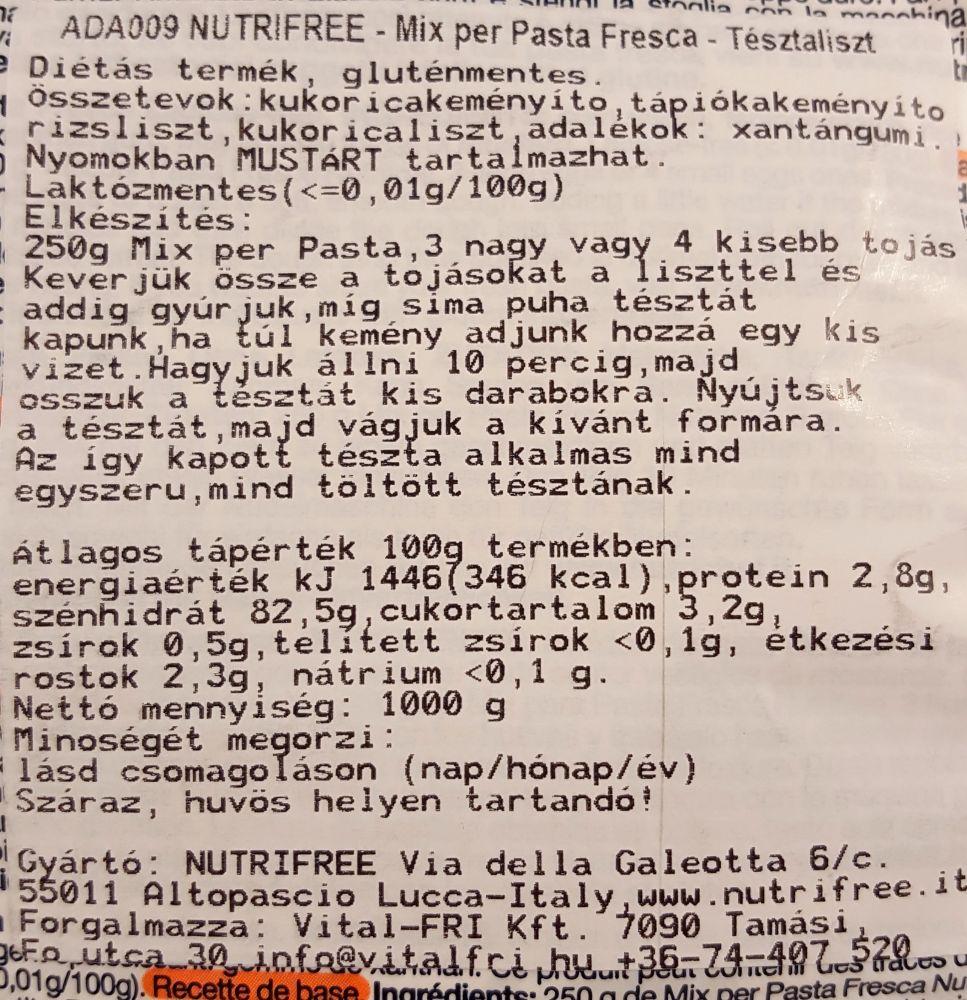 ADA009 NUTRIFREE - Mix per Pasta Fresca - Tésztaliszt
Diétás termék, gluténmentes.
Összetevok:kukoricakeményíto,tápiókakeményíto
rizsliszt,kukoricaliszt,adalékok: xantángumi.
Nyomokban MUSTÁRT tartalmazhat.
Laktózmentes(<=0,01g/100g)
Elkészítés:
250g Mix per Pasta,3 nagy vagy 4 kisebb tojás
Keverjük össze a tojásokat a liszttel és
addig gyúrjuk,míg sima puha tésztát
kapunk,ha túl kemény adjunk hozzá egy kis
vizet.Hagyjuk állni 10 percig,majd
osszuk a tésztát kis darabokra. Nyújtsuk
a tésztát,majd vágjuk a kívánt formára.
Az így kapott tészta alkalmas mind
egyszeru,mind töltött tésztának.
Átlagos tápérték 100g termékben:
energiaérték kJ 1446(346 kcal),protein 2,8g,
szénhidrát 82,5g,cukortartalom 3,2g,
zsírok 0,5g,telített zsírok <0,1g, étkezési
rostok 2,3g, nátrium <0,1 g.
Nettó mennyiség: 1000 g
Minoségét megorzi:
lásd csomagoláson (nap/hónap/év)
Száraz, huvös helyen tartandó!
Gyártó: NUTRIFREE Via della Galeotta 6/c.
55011 Altopascio Lucca-Italy,www.nutrifree.it
Forgalmazza: Vital-FRI Kft. 7090 Tamási,
Fo utca 30.info@vitalfri.hu +36-74-407 520
0,01g/100g). Recette de base Ingrédients: 250 g de Mix per Pasta Fresca Nu